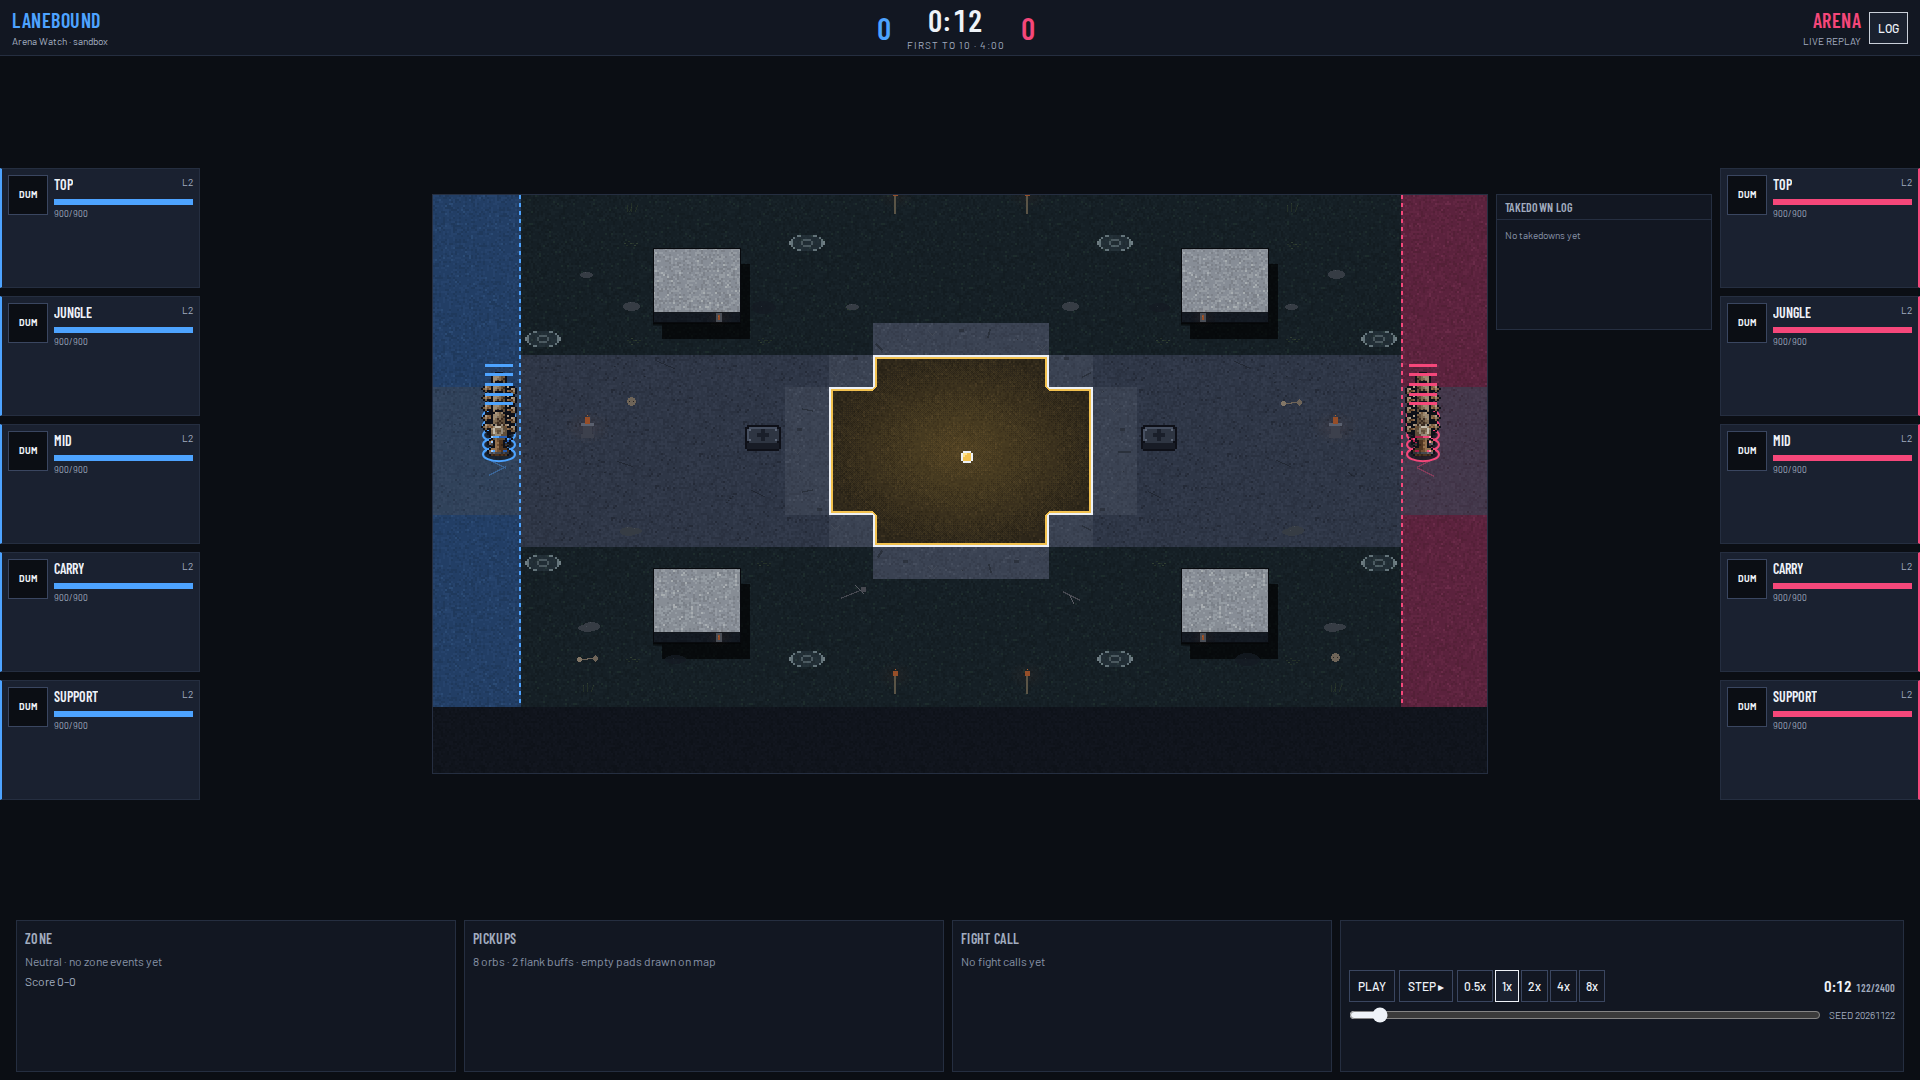 LANEBOUND
Arena Watch · sandbox
0
0:12
0
FIRST TO 10 · 4:00
ARENA
LIVE REPLAY
LOG
DUM
TOP
L2
900/900
DUM
JUNGLE
L2
900/900
DUM
MID
L2
900/900
DUM
CARRY
L2
900/900
DUM
SUPPORT
L2
900/900
TAKEDOWN LOG
No takedowns yet
DUM
TOP
L2
900/900
DUM
JUNGLE
L2
900/900
DUM
MID
L2
900/900
DUM
CARRY
L2
900/900
DUM
SUPPORT
L2
900/900
ZONE
Neutral · no zone events yet
Score 0–0
PICKUPS
8 orbs · 2 flank buffs · empty pads drawn on map
FIGHT CALL
No fight calls yet
PLAY
STEP ▸
0.5x
1x
2x
4x
8x
0:12 122/2400
SEED 20261122